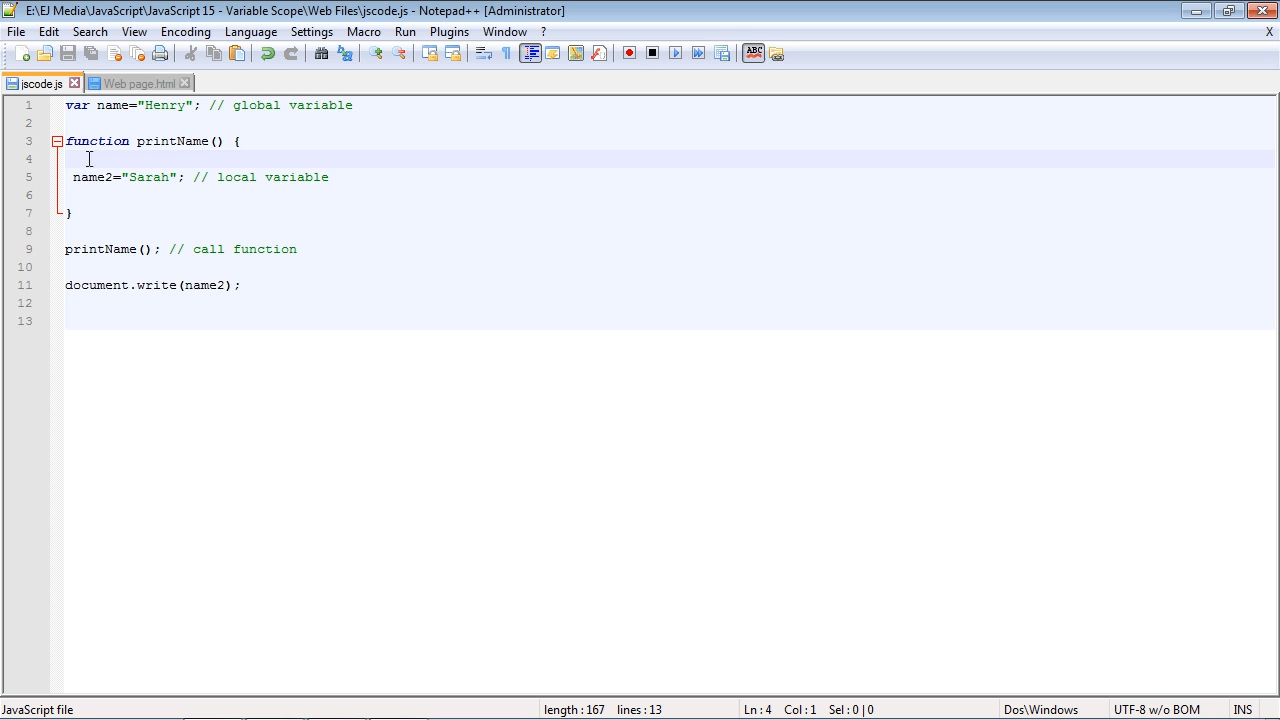 E:\EJ Media\JavaScript\JavaScript 15 - Variable Scope\Web Files\jscode.js - Notepad++ [Administrator]
File Edit Search View Encoding Language Settings Macro Run Plugins Window ? X
ABC
jscode.js Web page.html
1 var name="Henry"; // global variable
2
3 function printName() {
4
5 name2="Sarah"; // local variable
6
7 }
8
9 printName(); // call function
10
11 document.write(name2);
12
13
JavaScript file length : 167 lines : 13 Ln : 4 Col : 1 Sel : 0 | 0 Dos\Windows UTF-8 w/o BOM INS